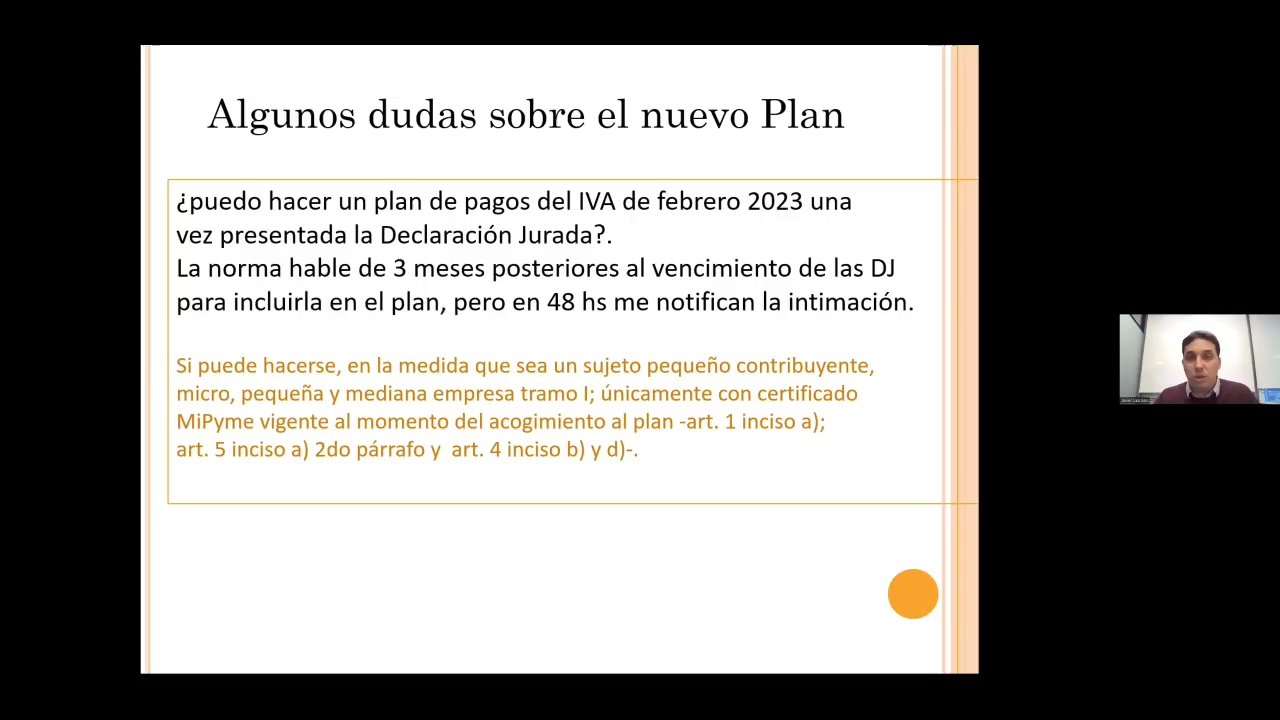 Algunos dudas sobre el nuevo Plan
¿puedo hacer un plan de pagos del IVA de febrero 2023 una
vez presentada la Declaración Jurada?.
La norma hable de 3 meses posteriores al vencimiento de las DJ
para incluirla en el plan, pero en 48 hs me notifican la intimación.
Si puede hacerse, en la medida que sea un sujeto pequeño contribuyente,
micro, pequeña y mediana empresa tramo I; únicamente con certificado
MiPyme vigente al momento del acogimiento al plan -art. 1 inciso a);
art. 5 inciso a) 2do párrafo y  art. 4 inciso b) y d)-.